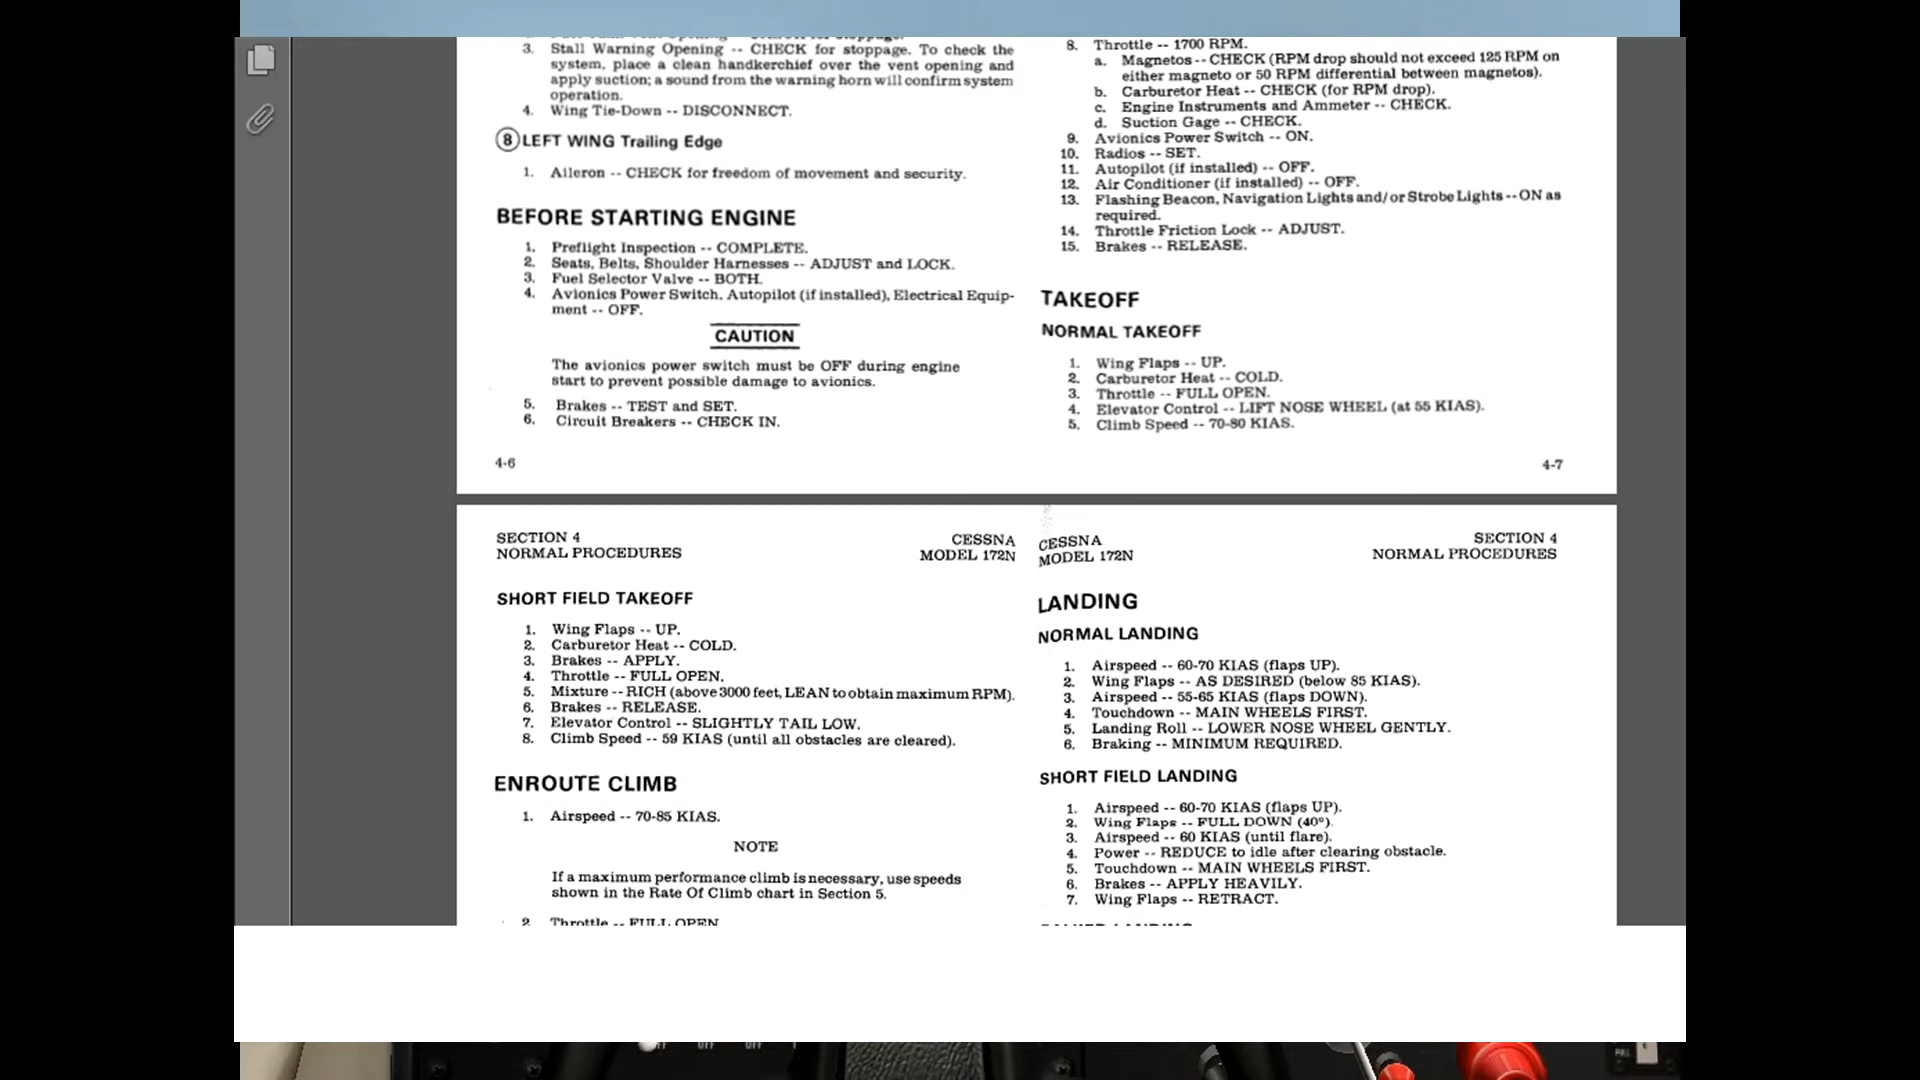 3. Stall Warning Opening -- CHECK for stoppage. To check the
system, place a clean handkerchief over the vent opening and
apply suction; a sound from the warning horn will confirm system
operation.
4. Wing Tie-Down -- DISCONNECT.
8 LEFT WING Trailing Edge
1. Aileron -- CHECK for freedom of movement and security.
BEFORE STARTING ENGINE
1. Preflight Inspection -- COMPLETE.
2. Seats, Belts, Shoulder Harnesses -- ADJUST and LOCK.
3. Fuel Selector Valve -- BOTH.
4. Avionics Power Switch, Autopilot (if installed), Electrical Equip-
ment -- OFF.
CAUTION
The avionics power switch must be OFF during engine
start to prevent possible damage to avionics.
5. Brakes -- TEST and SET.
6. Circuit Breakers -- CHECK IN.
4-6
8. Throttle -- 1700 RPM.
a. Magnetos -- CHECK (RPM drop should not exceed 125 RPM on
either magneto or 50 RPM differential between magnetos).
b. Carburetor Heat -- CHECK (for RPM drop).
c. Engine Instruments and Ammeter -- CHECK.
d. Suction Gage -- CHECK.
9. Avionics Power Switch -- ON.
10. Radios -- SET.
11. Autopilot (if installed) -- OFF.
12. Air Conditioner (if installed) -- OFF.
13. Flashing Beacon, Navigation Lights and/or Strobe Lights -- ON as
required.
14. Throttle Friction Lock -- ADJUST.
15. Brakes -- RELEASE.
TAKEOFF
NORMAL TAKEOFF
1. Wing Flaps -- UP.
2. Carburetor Heat -- COLD.
3. Throttle -- FULL OPEN.
4. Elevator Control -- LIFT NOSE WHEEL (at 55 KIAS).
5. Climb Speed -- 70-80 KIAS.
4-7
SECTION 4
NORMAL PROCEDURES
CESSNA
MODEL 172N
SHORT FIELD TAKEOFF
1. Wing Flaps -- UP.
2. Carburetor Heat -- COLD.
3. Brakes -- APPLY.
4. Throttle -- FULL OPEN.
5. Mixture -- RICH (above 3000 feet, LEAN to obtain maximum RPM).
6. Brakes -- RELEASE.
7. Elevator Control -- SLIGHTLY TAIL LOW.
8. Climb Speed -- 59 KIAS (until all obstacles are cleared).
ENROUTE CLIMB
1. Airspeed -- 70-85 KIAS.
NOTE
If a maximum performance climb is necessary, use speeds
shown in the Rate Of Climb chart in Section 5.
2. Throttle -- FULL OPEN
CESSNA
MODEL 172N
SECTION 4
NORMAL PROCEDURES
LANDING
NORMAL LANDING
1. Airspeed -- 60-70 KIAS (flaps UP).
2. Wing Flaps -- AS DESIRED (below 85 KIAS).
3. Airspeed -- 55-65 KIAS (flaps DOWN).
4. Touchdown -- MAIN WHEELS FIRST.
5. Landing Roll -- LOWER NOSE WHEEL GENTLY.
6. Braking -- MINIMUM REQUIRED.
SHORT FIELD LANDING
1. Airspeed -- 60-70 KIAS (flaps UP).
2. Wing Flaps -- FULL DOWN (40°).
3. Airspeed -- 60 KIAS (until flare).
4. Power -- REDUCE to idle after clearing obstacle.
5. Touchdown -- MAIN WHEELS FIRST.
6. Brakes -- APPLY HEAVILY.
7. Wing Flaps -- RETRACT.
OFF OFF